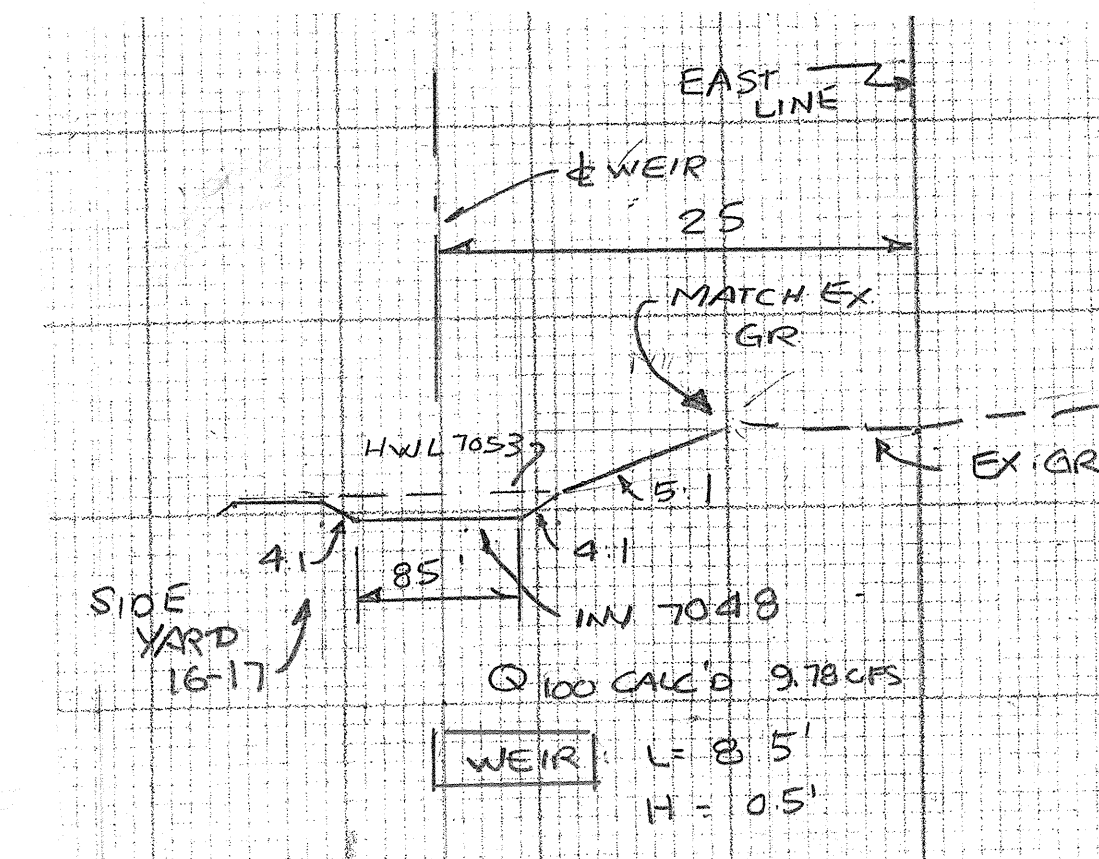 EAST
LINE
℄ WEIR
25
MATCH EX
GR
HWL 7053
EX. GR
5:1
4:1
4:1
85'
SIDE
YARD
16-17
INV 7048
Q 100 CALC'D 9.78 CFS
WEIR : L= 8 5'
H = 0.5'